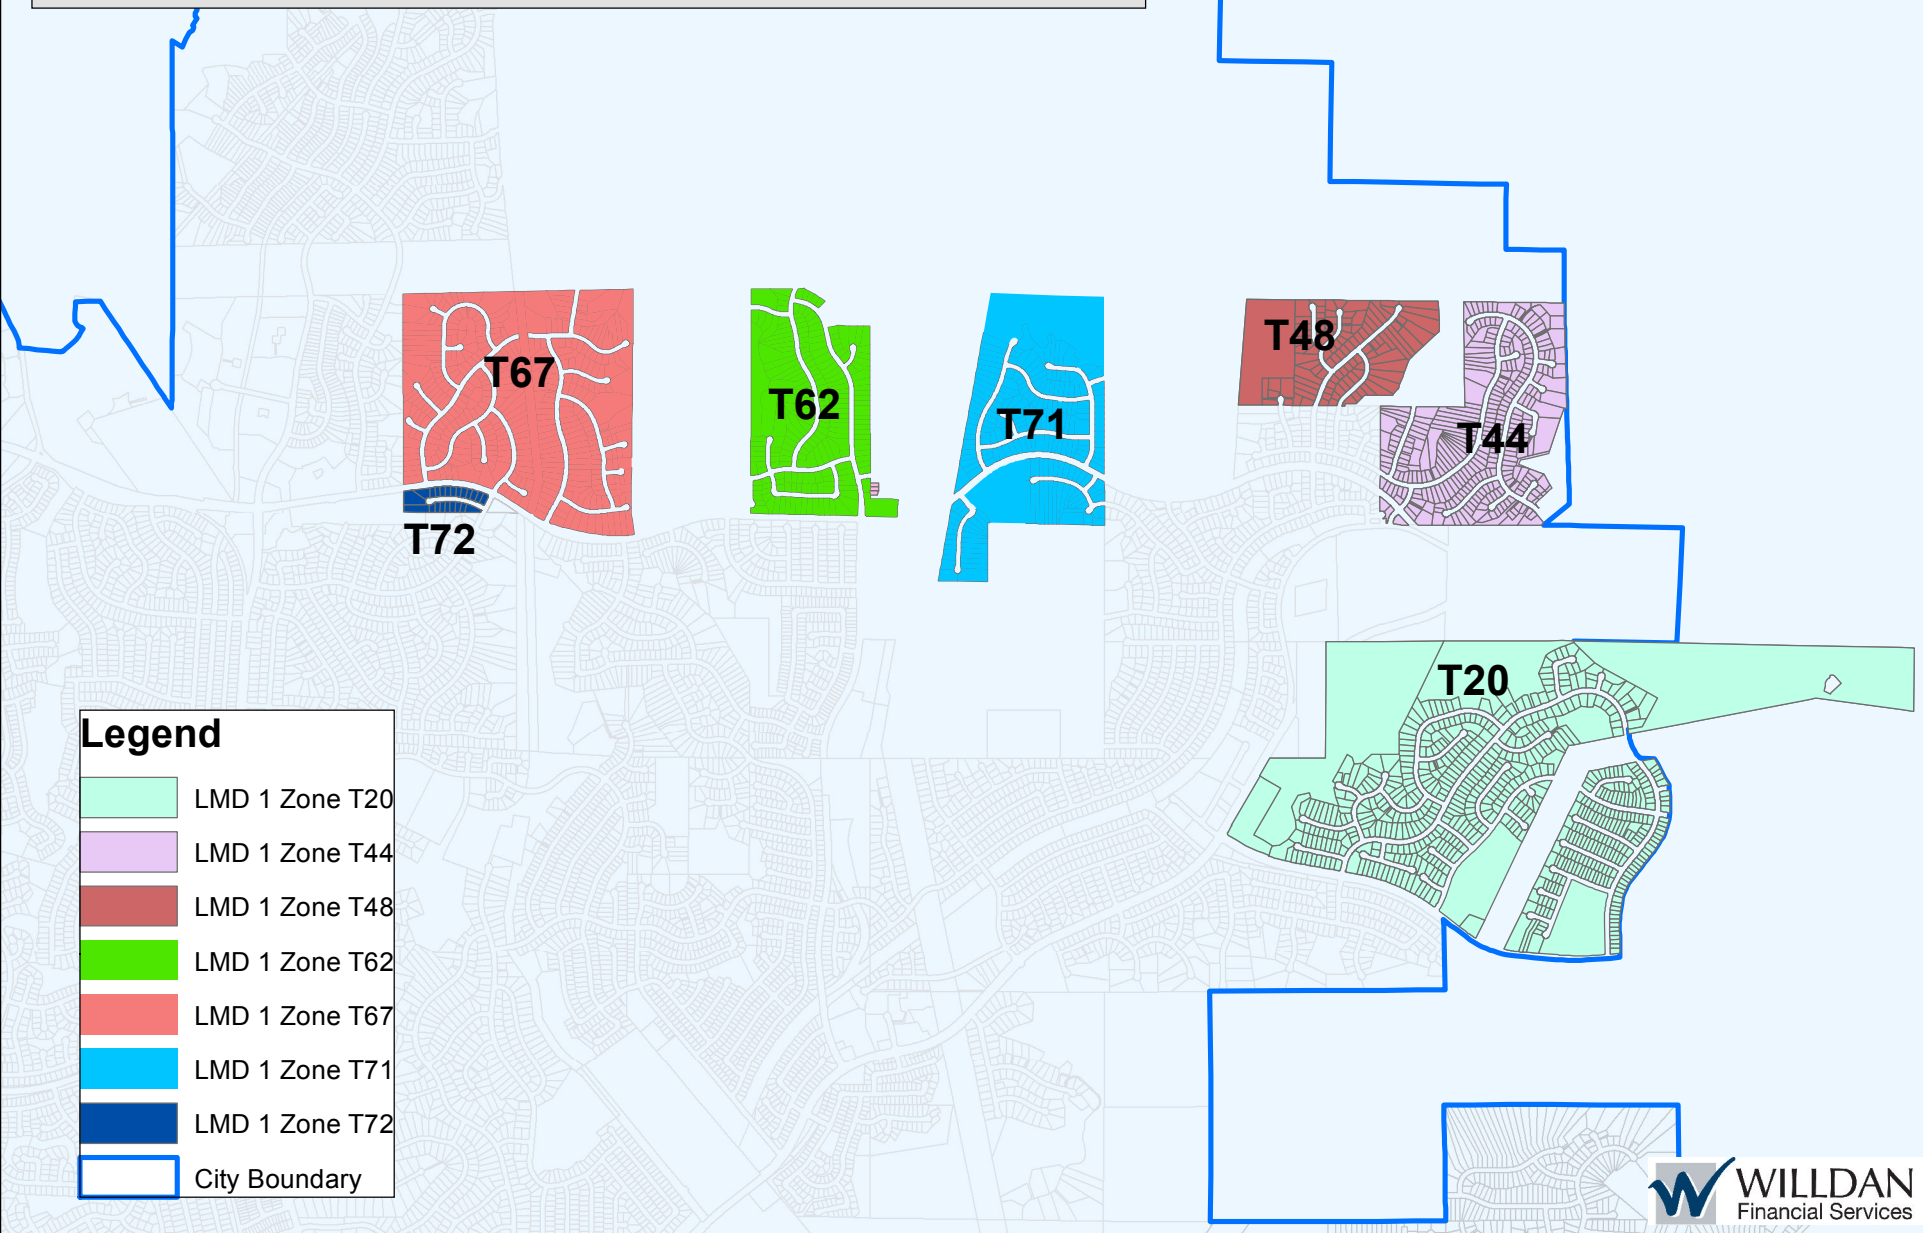 T48
T67
T62
T71
T44
T72
T20
Legend
LMD 1 Zone T20
LMD 1 Zone T44
LMD 1 Zone T48
LMD 1 Zone T62
LMD 1 Zone T67
LMD 1 Zone T71
LMD 1 Zone T72
City Boundary
WILLDAN
Financial Services